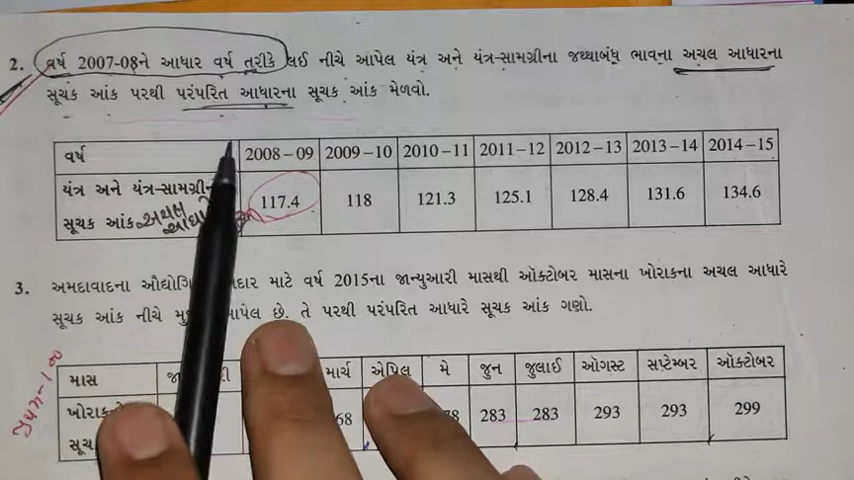 2. વર્ષ 2007-08ને આધાર વર્ષ તરીકે લઈ નીચે આપેલ યંત્ર અને યંત્ર-સામગ્રીના જથ્થાબંધ ભાવના અચલ આધારના
સૂચક આંક પરથી પરંપરિત આધારના સૂચક આંક મેળવો.
વર્ષ 2008-09 2009-10 2010-11 2011-12 2012-13 2013-14 2014-15
યંત્ર અને યંત્ર-સામગ્રીના
સૂચક આંક અચલ 117.4 118 121.3 125.1 128.4 131.6 134.6
3. અમદાવાદના માટે વર્ષ 2015ના જાન્યુઆરી માસથી ઑક્ટોબર માસના ખોરાકના અચલ આધારે
સૂચક આંક નીચે આપેલ છે. તે પરથી પરંપરિત આધારે સૂચક આંક ગણો.
માસ માર્ચ એપ્રિલ મે જુન જુલાઈ ઑગસ્ટ સપ્ટેમ્બર ઑક્ટોબર
283 283 293 293 299